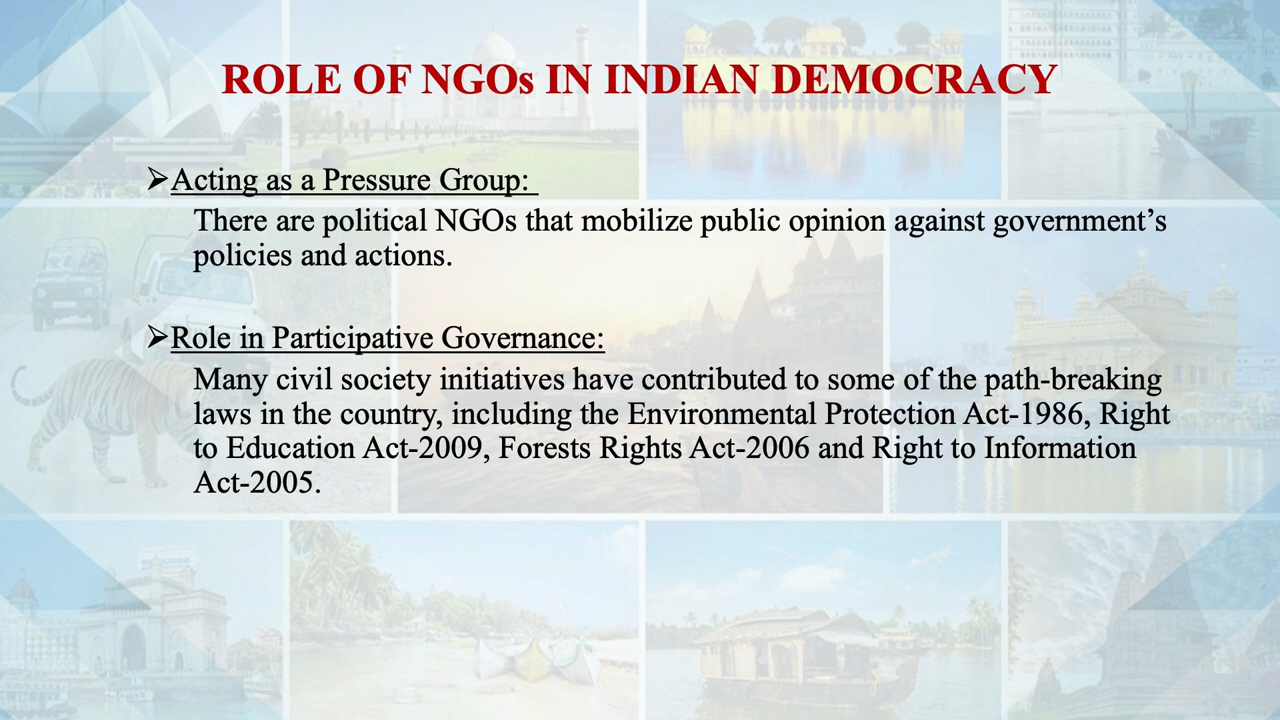 ROLE OF NGOs IN INDIAN DEMOCRACY
➢Acting as a Pressure Group:
There are political NGOs that mobilize public opinion against government’s
policies and actions.
➢Role in Participative Governance:
Many civil society initiatives have contributed to some of the path-breaking
laws in the country, including the Environmental Protection Act-1986, Right
to Education Act-2009, Forests Rights Act-2006 and Right to Information
Act-2005.